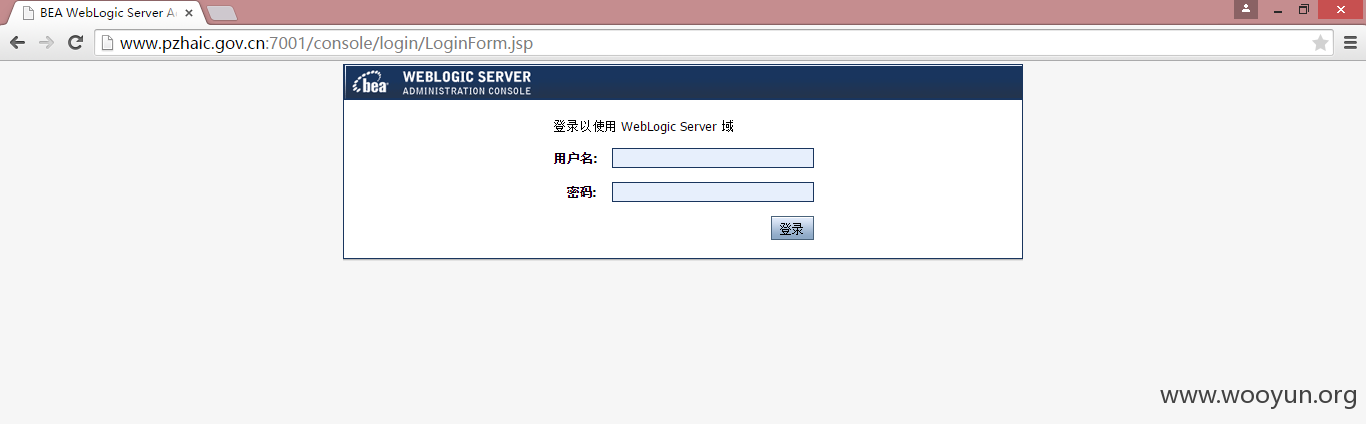 BEA WebLogic Server A
www.pzhaic.gov.cn:7001/console/login/LoginForm.jsp
bea WEBLOGIC SERVER
ADMINISTRATION CONSOLE
登录以使用 WebLogic Server 域
用户名:
密码:
登录
www.wooyun.org